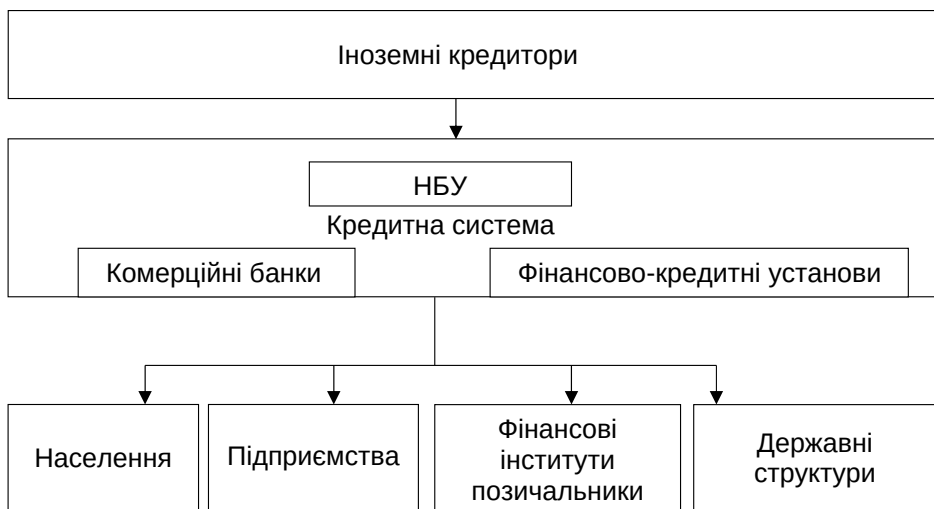 Іноземні кредитори
НБУ
Кредитна система
Комерційні банки
Фінансово-кредитні установи
Населення
Підприємства
Фінансові
інститути
позичальники
Державні
структури